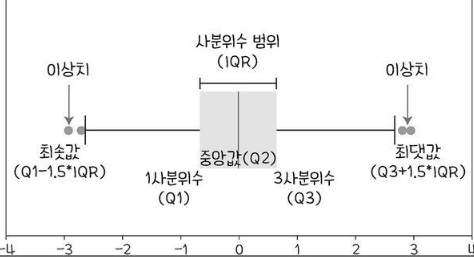 사분위수 범위
(IQR)
이상치
이상치
중앙값(Q2)
최솟값
(Q1-1.5*IQR)
1사분위수
(Q1)
3사분위수
(Q3)
최댓값
(Q3+1.5*IQR)
-4 -3 -2 -1 0 1 2 3 4